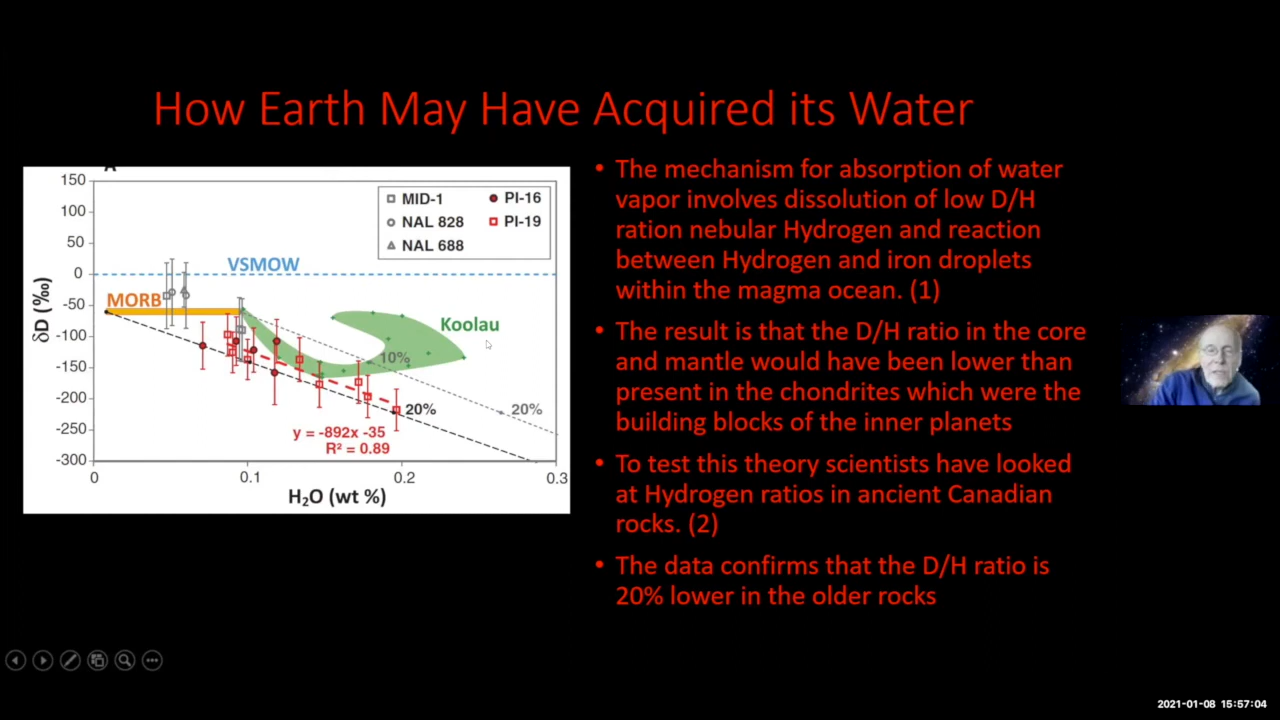 How Earth May Have Acquired its Water
A
150
100
50
0
-50
-100
-150
-200
-250
-300
δD (‰)
MID-1
PI-16
NAL 828
PI-19
NAL 688
VSMOW
MORB
Koolau
10%
20%
20%
y = -892x -35
R² = 0.89
0
0.1
0.2
0.3
H₂O (wt %)
• The mechanism for absorption of water
vapor involves dissolution of low D/H
ration nebular Hydrogen and reaction
between Hydrogen and iron droplets
within the magma ocean. (1)
• The result is that the D/H ratio in the core
and mantle would have been lower than
present in the chondrites which were the
building blocks of the inner planets
• To test this theory scientists have looked
at Hydrogen ratios in ancient Canadian
rocks. (2)
• The data confirms that the D/H ratio is
20% lower in the older rocks
2021-01-08 15:57:04